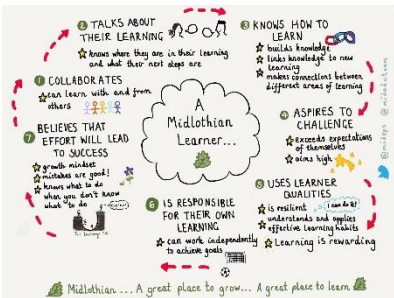 A
Midlothian
Learner...
1 COLLABORATES
can learn with and from
others
2 TALKS ABOUT
THEIR LEARNING
knows where they are in their learning
and what their next steps are
3 KNOWS HOW TO
LEARN
builds knowledge
links knowledge to new
learning
makes connections between
different areas of learning
4 ASPIRES TO
CHALLENGE
exceeds expectations
of themselves
aims high
5 USES LEARNER
QUALITIES
is resilient
I can do it!
understands and applies
effective learning habits
Learning is rewarding
6 IS RESPONSIBLE
FOR THEIR OWN
LEARNING
can work independently
to achieve goals
7 BELIEVES THAT
EFFORT WILL LEAD
TO SUCCESS
growth mindset
mistakes are good!
knows what to do
when you don't know
what to do
@midlps
Midlothian ... A great place to grow... A great place to learn